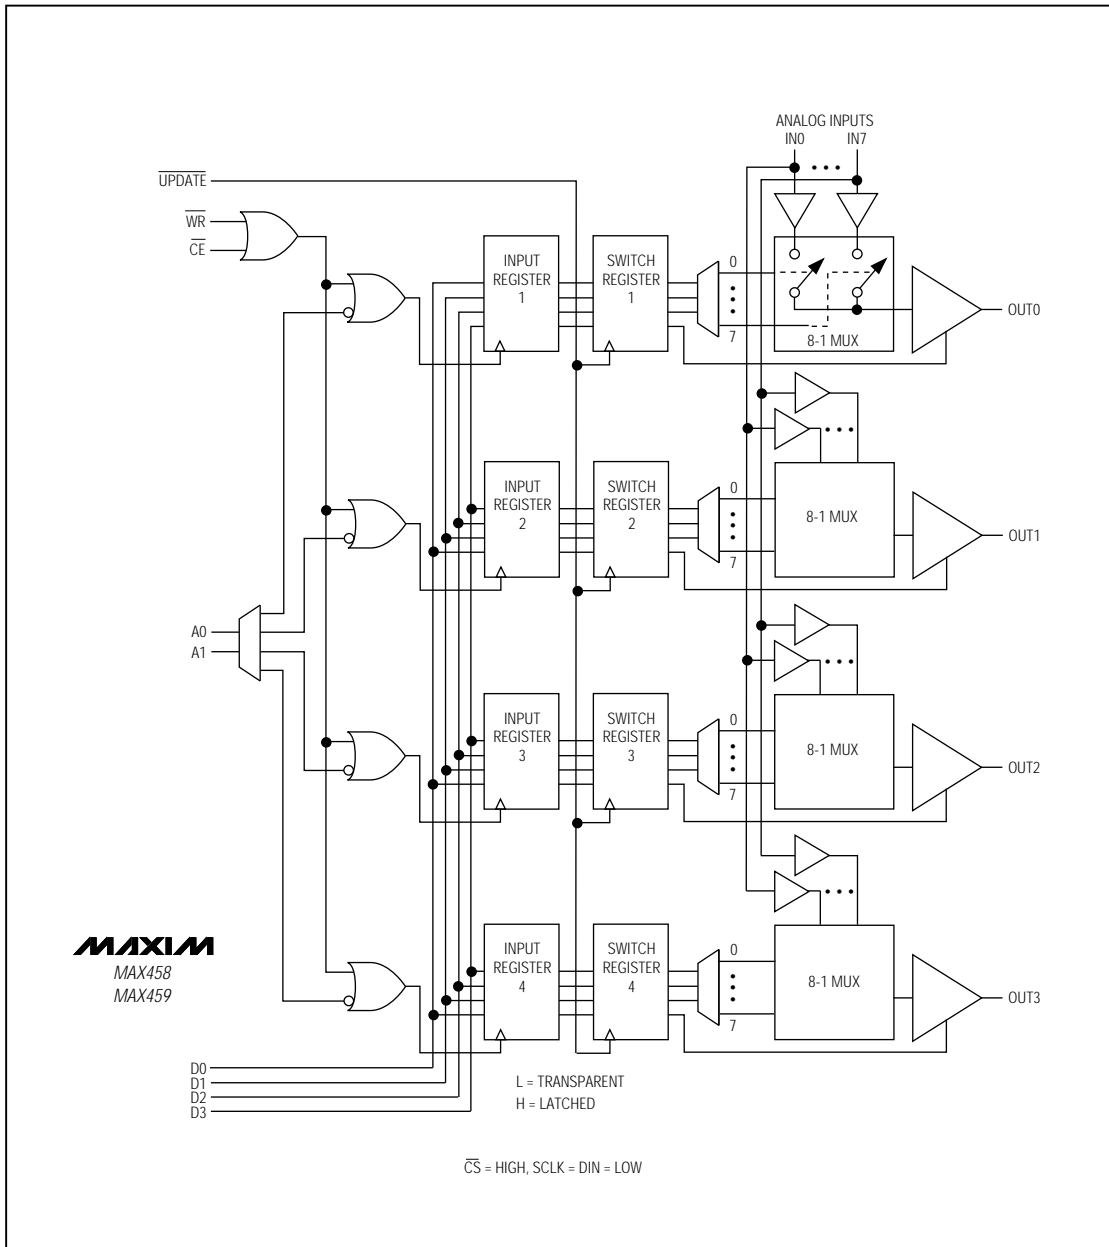 ANALOG INPUTS
IN0 • • • IN7
UPDATE
WR
CE
INPUT
REGISTER
1
SWITCH
REGISTER
1
0
7
8-1 MUX
OUT0
INPUT
REGISTER
2
SWITCH
REGISTER
2
0
7
8-1 MUX
OUT1
A0
A1
INPUT
REGISTER
3
SWITCH
REGISTER
3
0
7
8-1 MUX
OUT2
MAXIM
MAX458
MAX459
INPUT
REGISTER
4
SWITCH
REGISTER
4
0
7
8-1 MUX
OUT3
D0
D1
D2
D3
L = TRANSPARENT
H = LATCHED
CS = HIGH, SCLK = DIN = LOW